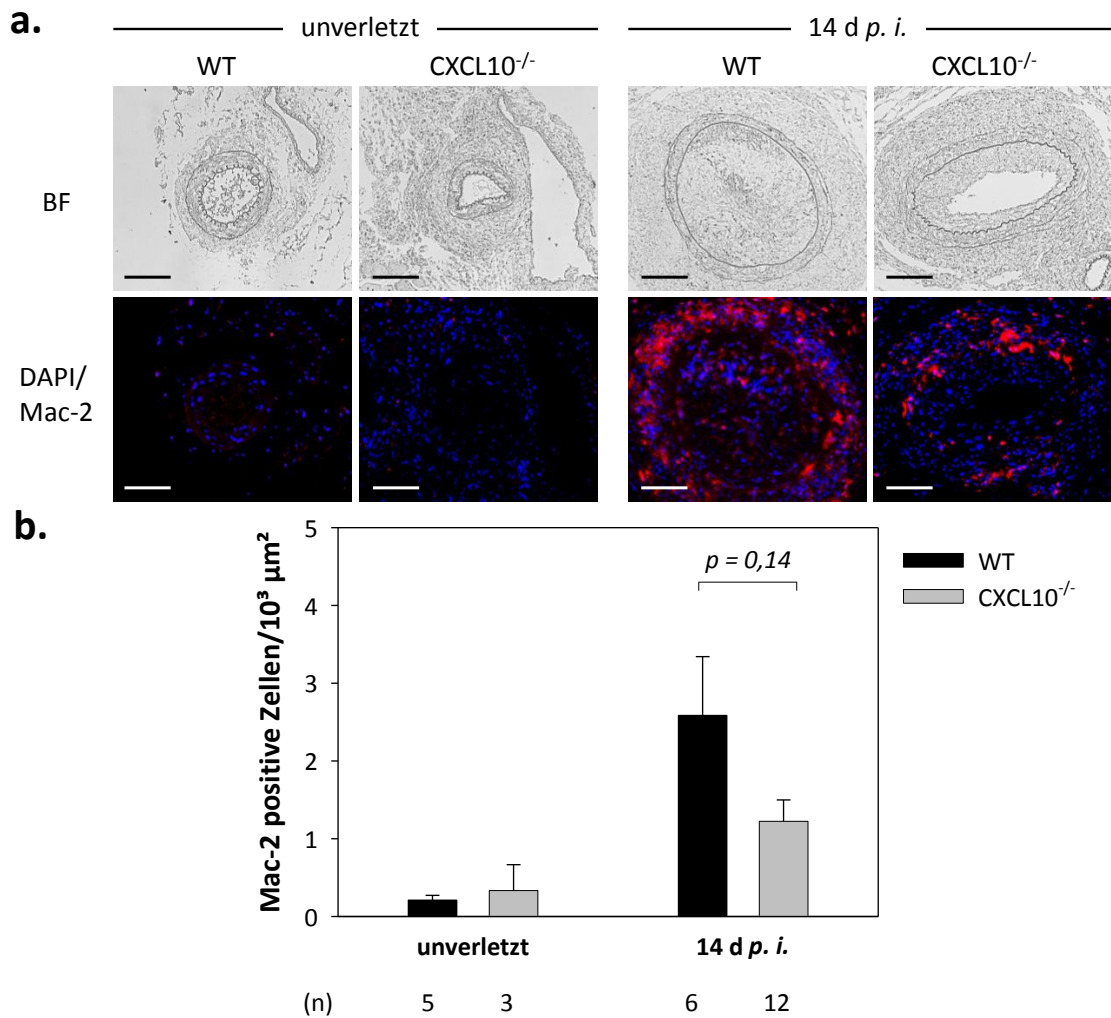 a.
unverletzt
14 d p. i.
WT
CXCL10⁻/⁻
WT
CXCL10⁻/⁻
BF
DAPI/
Mac-2
b.
Mac-2 positive Zellen/10³ µm²
5
4
3
2
1
0
p = 0,14
WT
CXCL10⁻/⁻
unverletzt
14 d p. i.
(n) 5 3 6 12